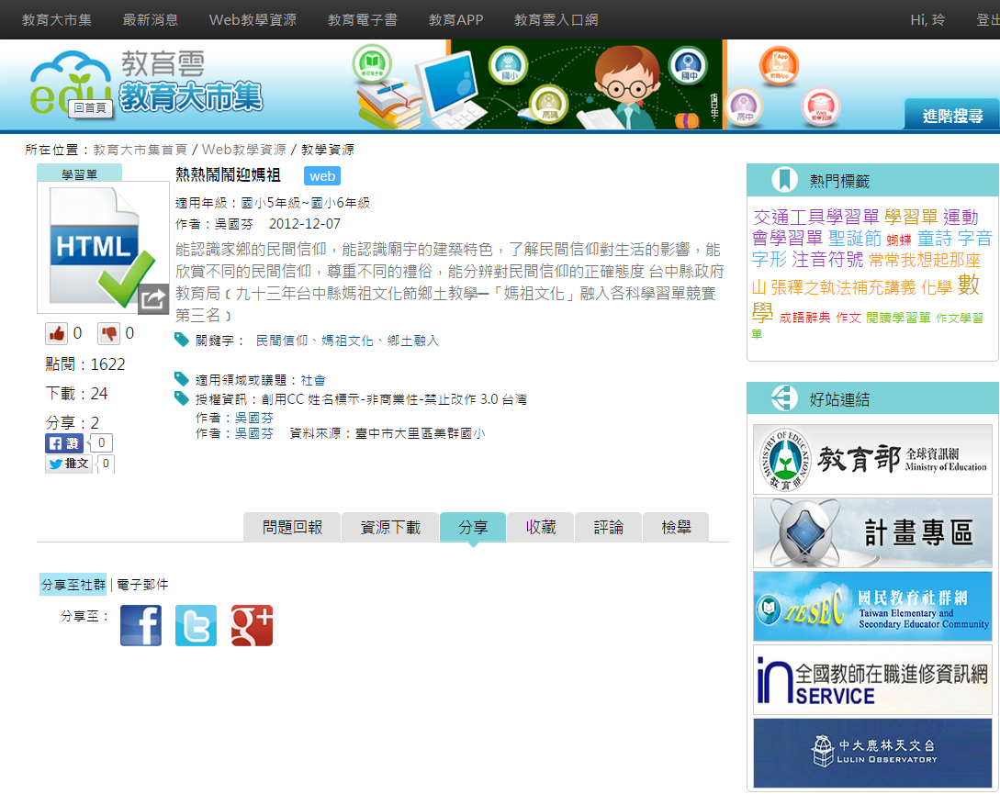 教育大市集 最新消息 Web教學資源 教育電子書 教育APP 教育雲入口網 Hi, 玲 登出
教育雲
edu 教育大市集
回首頁
國小
高職
國中
高中
進階搜尋
所在位置：教育大市集首頁 / Web教學資源 / 教學資源
學習單
HTML
熱熱鬧鬧迎媽祖 web
適用年級：國小5年級~國小6年級
作者：吳國芬 2012-12-07
能認識家鄉的民間信仰，能認識廟宇的建築特色，了解民間信仰對生活的影響，能
欣賞不同的民間信仰，尊重不同的禮俗，能分辨對民間信仰的正確態度 台中縣政府
教育局﹝九十三年台中縣媽祖文化節鄉土教學─「媽祖文化」融入各科學習單競賽
第三名﹞
關鍵字： 民間信仰、媽祖文化、鄉土融入
適用領域或議題：社會
授權資訊：創用CC 姓名標示-非商業性-禁止改作 3.0 台灣
作者：吳國芬
作者：吳國芬 資料來源：臺中市大里區美群國小
0 0
點閱：1622
下載：24
分享：2
讚 0
推文 0
問題回報 資源下載 分享 收藏 評論 檢舉
分享至社群 | 電子郵件
分享至：
熱門標籤
交通工具學習單 學習單 運動
會學習單 聖誕節 蝴蝶 童詩 字音
字形 注音符號 常常我想起那座
山 張釋之執法補充講義 化學 數
學 成語辭典 作文 閱讀學習單 作文學習
單
好站連結
MINISTRY OF EDUCATION
教育部 全球資訊網
Ministry of Education
計畫專區
TESEC 國民教育社群網
Taiwan Elementary and
Secondary Educator Community
in 全國教師在職進修資訊網
SERVICE
中大鹿林天文台
LULIN OBSERVATORY